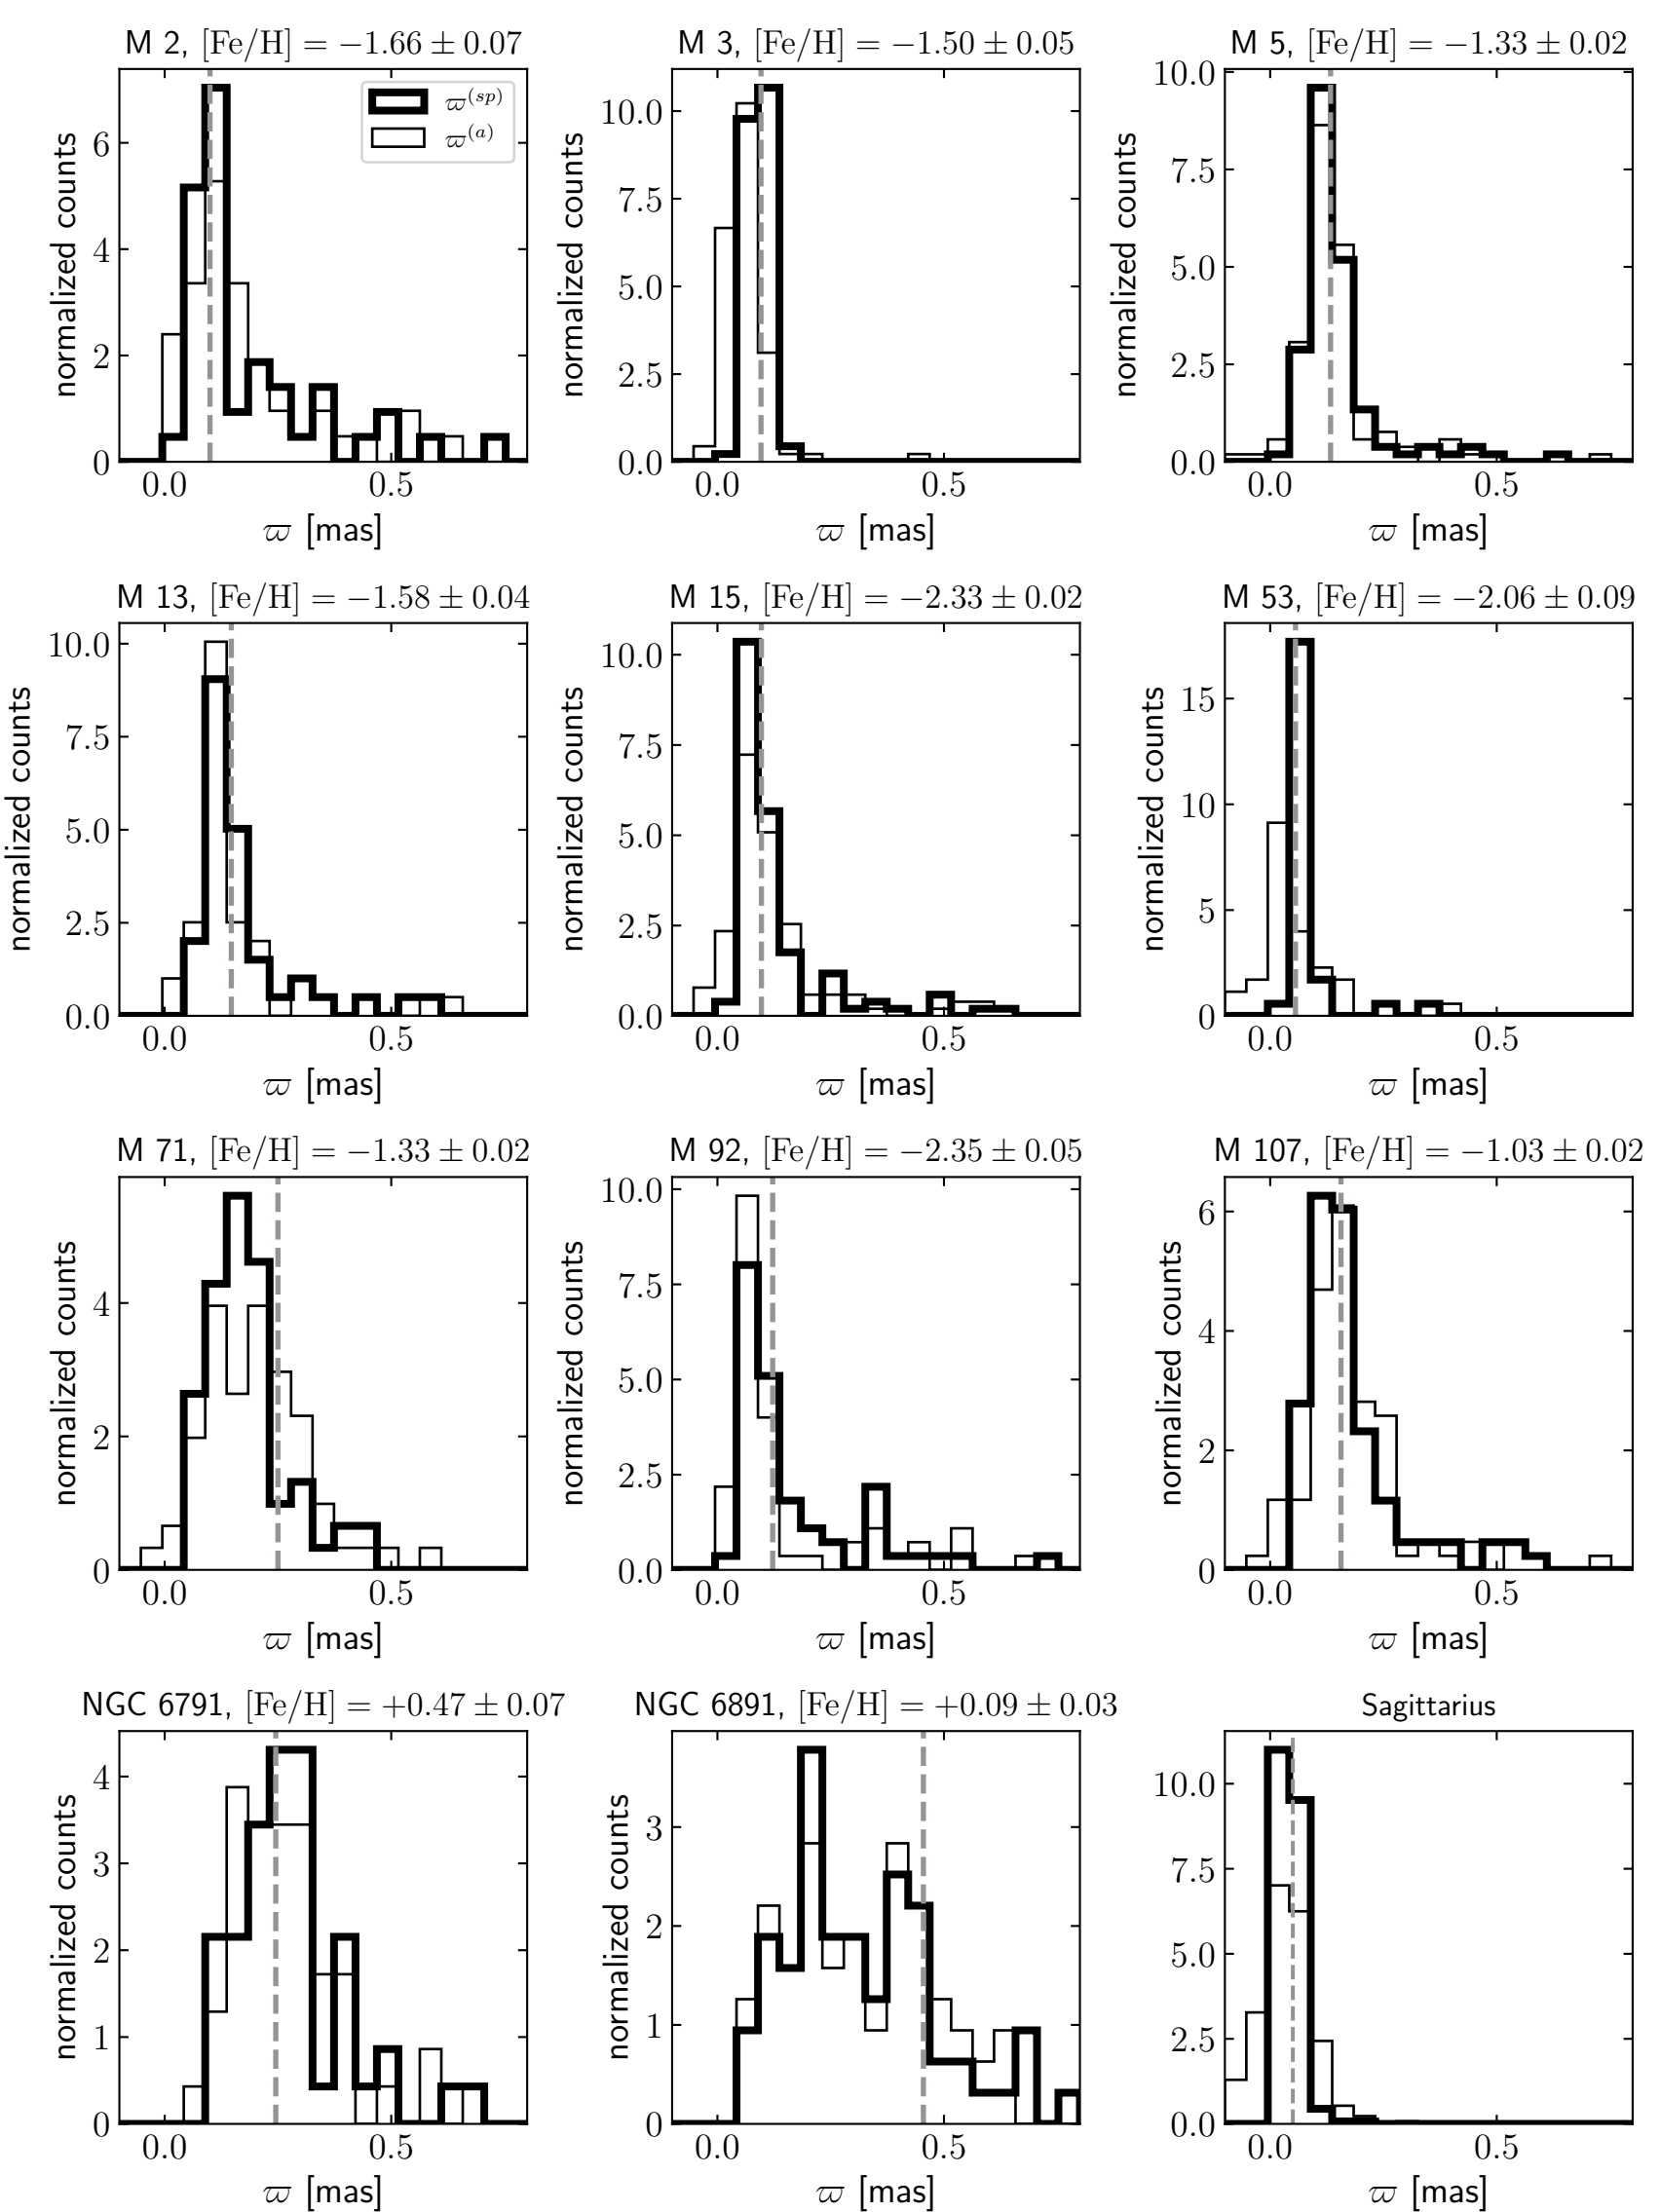 M 2, [Fe/H] = −1.66 ± 0.07
ϖ(sp)
ϖ(a)
normalized counts
6
4
2
0
0.0
0.5
ϖ [mas]
M 3, [Fe/H] = −1.50 ± 0.05
normalized counts
10.0
7.5
5.0
2.5
0.0
0.0
0.5
ϖ [mas]
M 5, [Fe/H] = −1.33 ± 0.02
normalized counts
10.0
7.5
5.0
2.5
0.0
0.0
0.5
ϖ [mas]
M 13, [Fe/H] = −1.58 ± 0.04
normalized counts
10.0
7.5
5.0
2.5
0.0
0.0
0.5
ϖ [mas]
M 15, [Fe/H] = −2.33 ± 0.02
normalized counts
10.0
7.5
5.0
2.5
0.0
0.0
0.5
ϖ [mas]
M 53, [Fe/H] = −2.06 ± 0.09
normalized counts
15
10
5
0
0.0
0.5
ϖ [mas]
M 71, [Fe/H] = −1.33 ± 0.02
normalized counts
4
2
0
0.0
0.5
ϖ [mas]
M 92, [Fe/H] = −2.35 ± 0.05
normalized counts
10.0
7.5
5.0
2.5
0.0
0.0
0.5
ϖ [mas]
M 107, [Fe/H] = −1.03 ± 0.02
normalized counts
6
4
2
0
0.0
0.5
ϖ [mas]
NGC 6791, [Fe/H] = +0.47 ± 0.07
normalized counts
4
3
2
1
0
0.0
0.5
ϖ [mas]
NGC 6891, [Fe/H] = +0.09 ± 0.03
normalized counts
3
2
1
0
0.0
0.5
ϖ [mas]
Sagittarius
10.0
7.5
5.0
2.5
0.0
0.0
0.5
ϖ [mas]